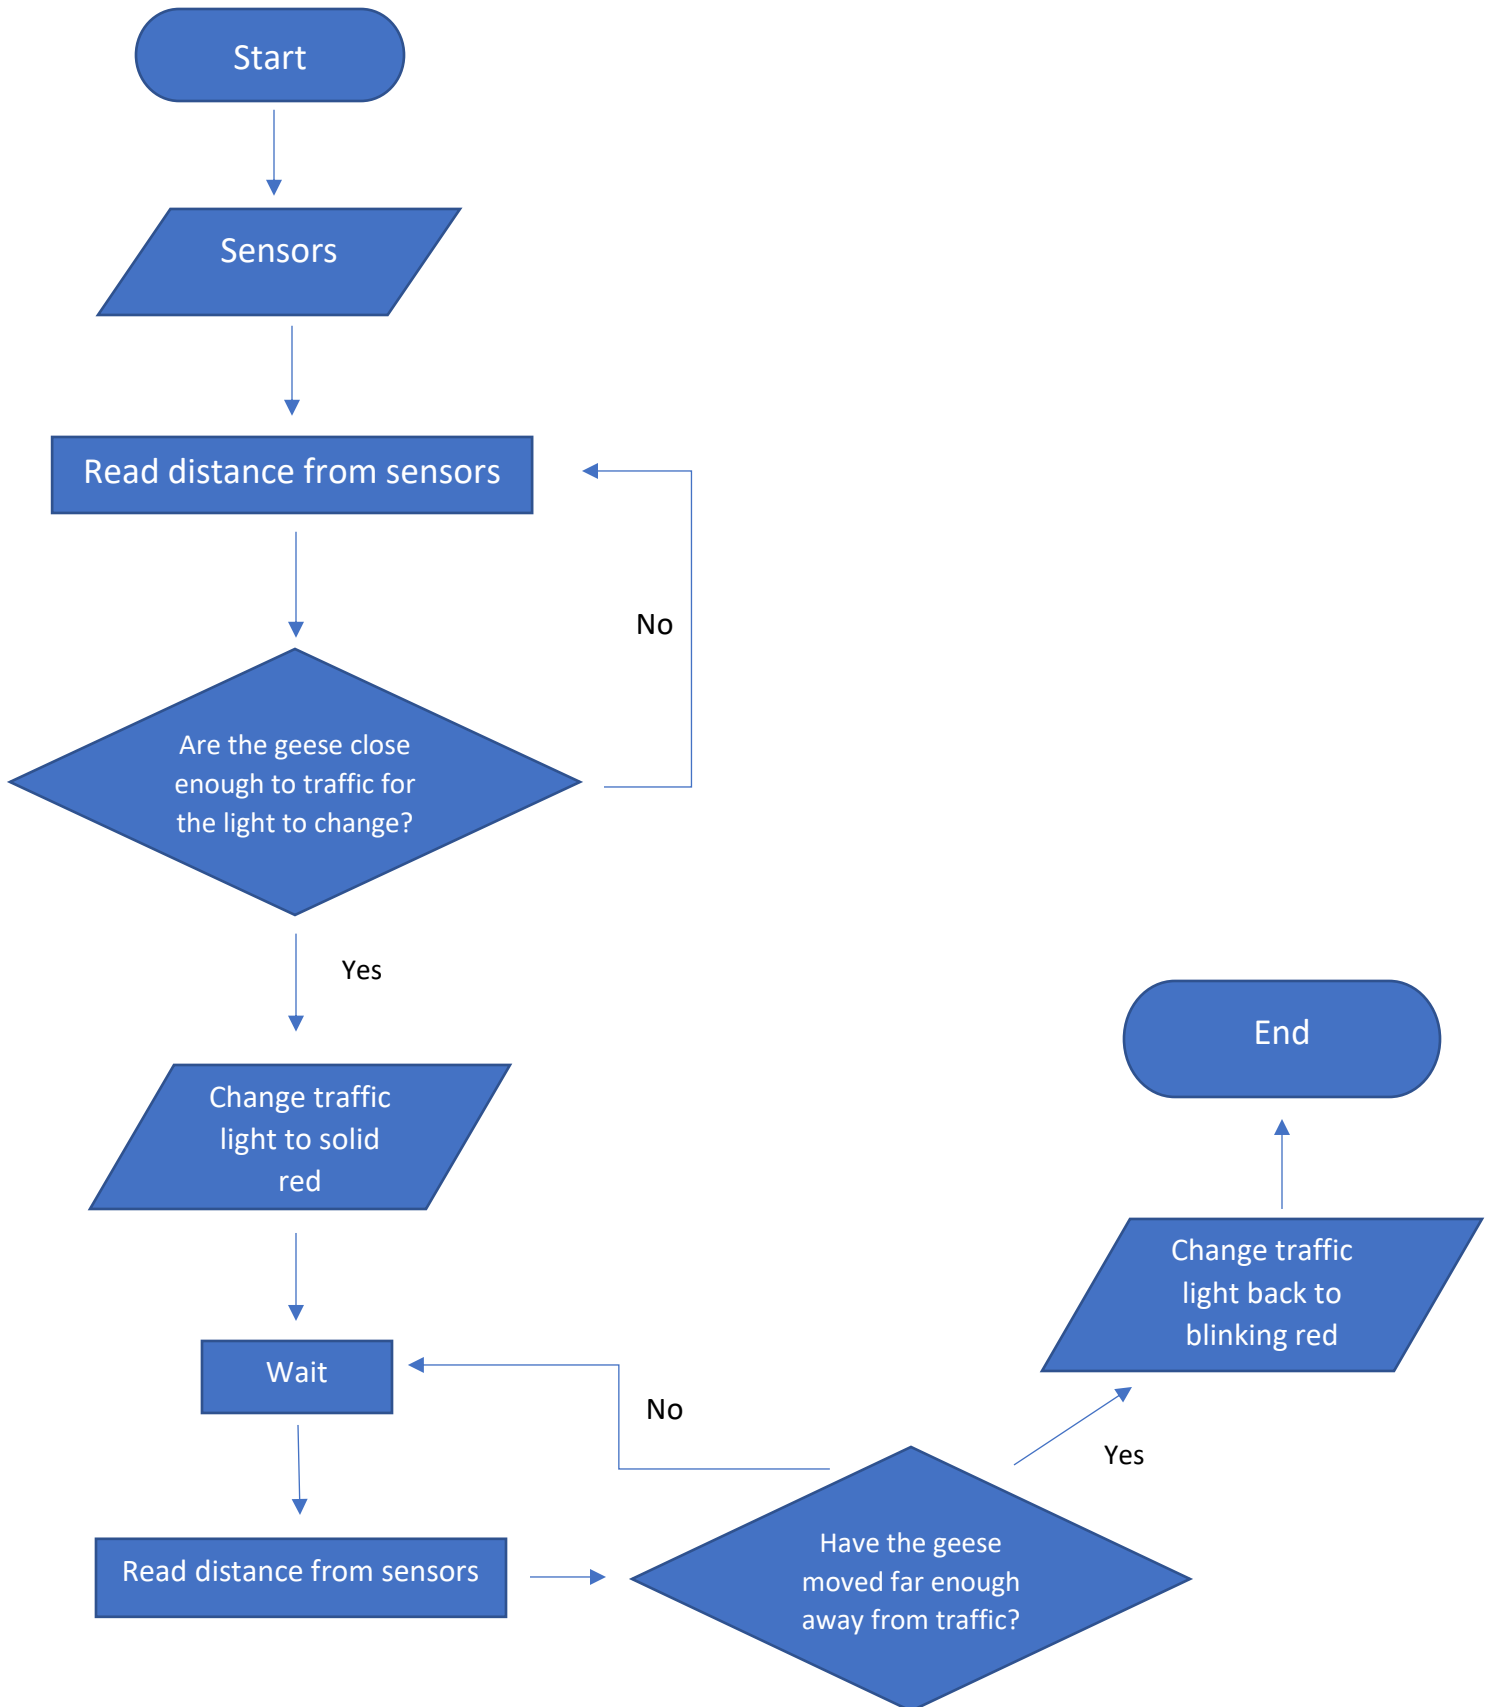 Start
Sensors
Read distance from sensors
No
Are the geese close
enough to traffic for
the light to change?
Yes
Change traffic
light to solid
red
Wait
No
Read distance from sensors
Have the geese
moved far enough
away from traffic?
Yes
Change traffic
light back to
blinking red
End